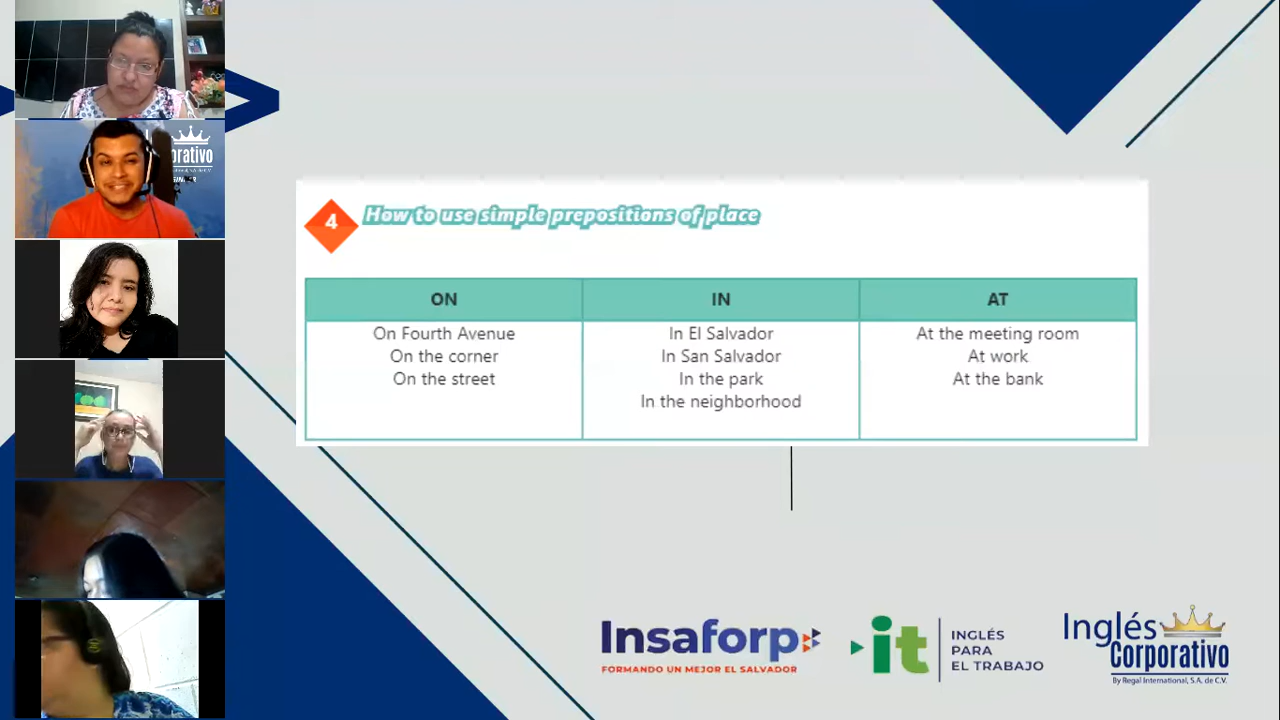 orativo
4
How to use simple prepositions of place
ON
IN
AT
On Fourth Avenue
On the corner
On the street
In El Salvador
In San Salvador
In the park
In the neighborhood
At the meeting room
At work
At the bank
Insaforp
FORMANDO UN MEJOR EL SALVADOR
it
INGLÉS
PARA
EL TRABAJO
Inglés
Corporativo
By Regal International, S.A. de C.V.